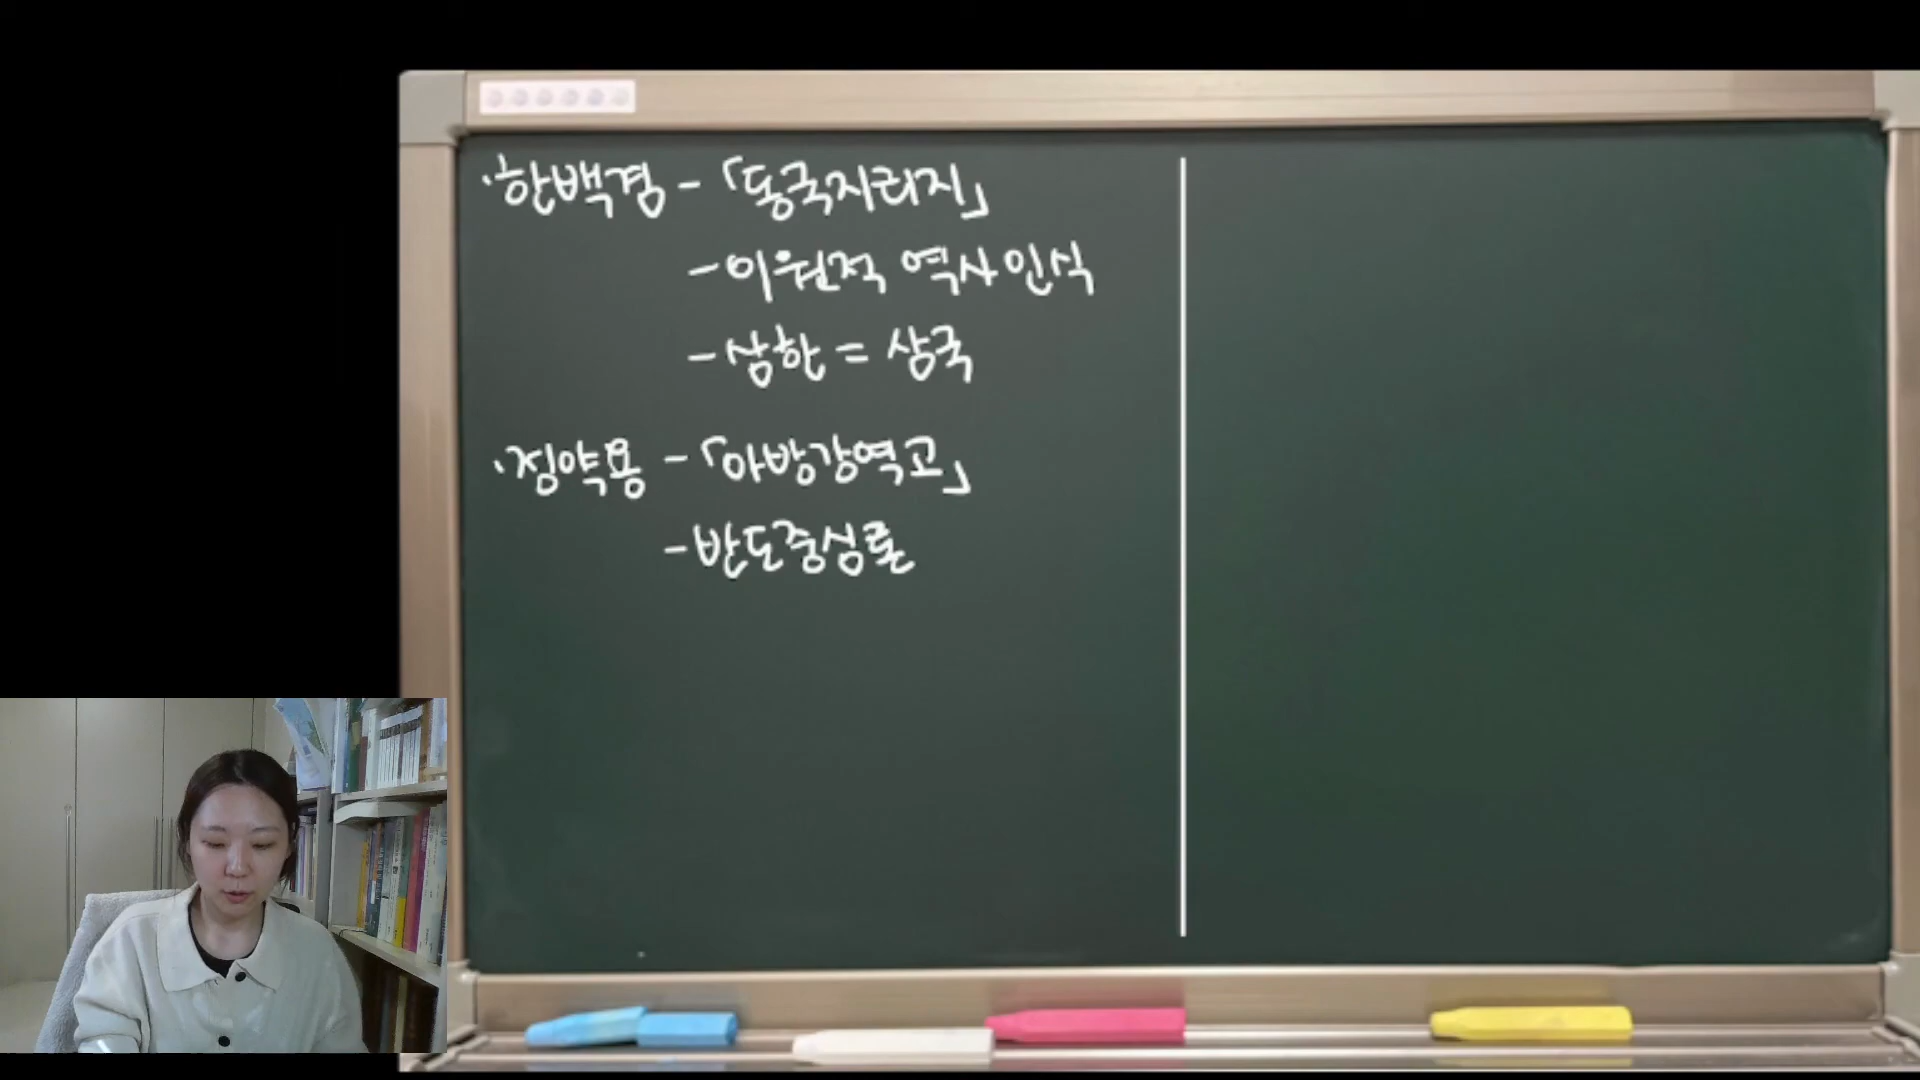 ·한백겸 - 「동국지리지」
- 이원적 역사인식
- 삼한 = 삼국
·정약용 - 「아방강역고」
- 반도중심론